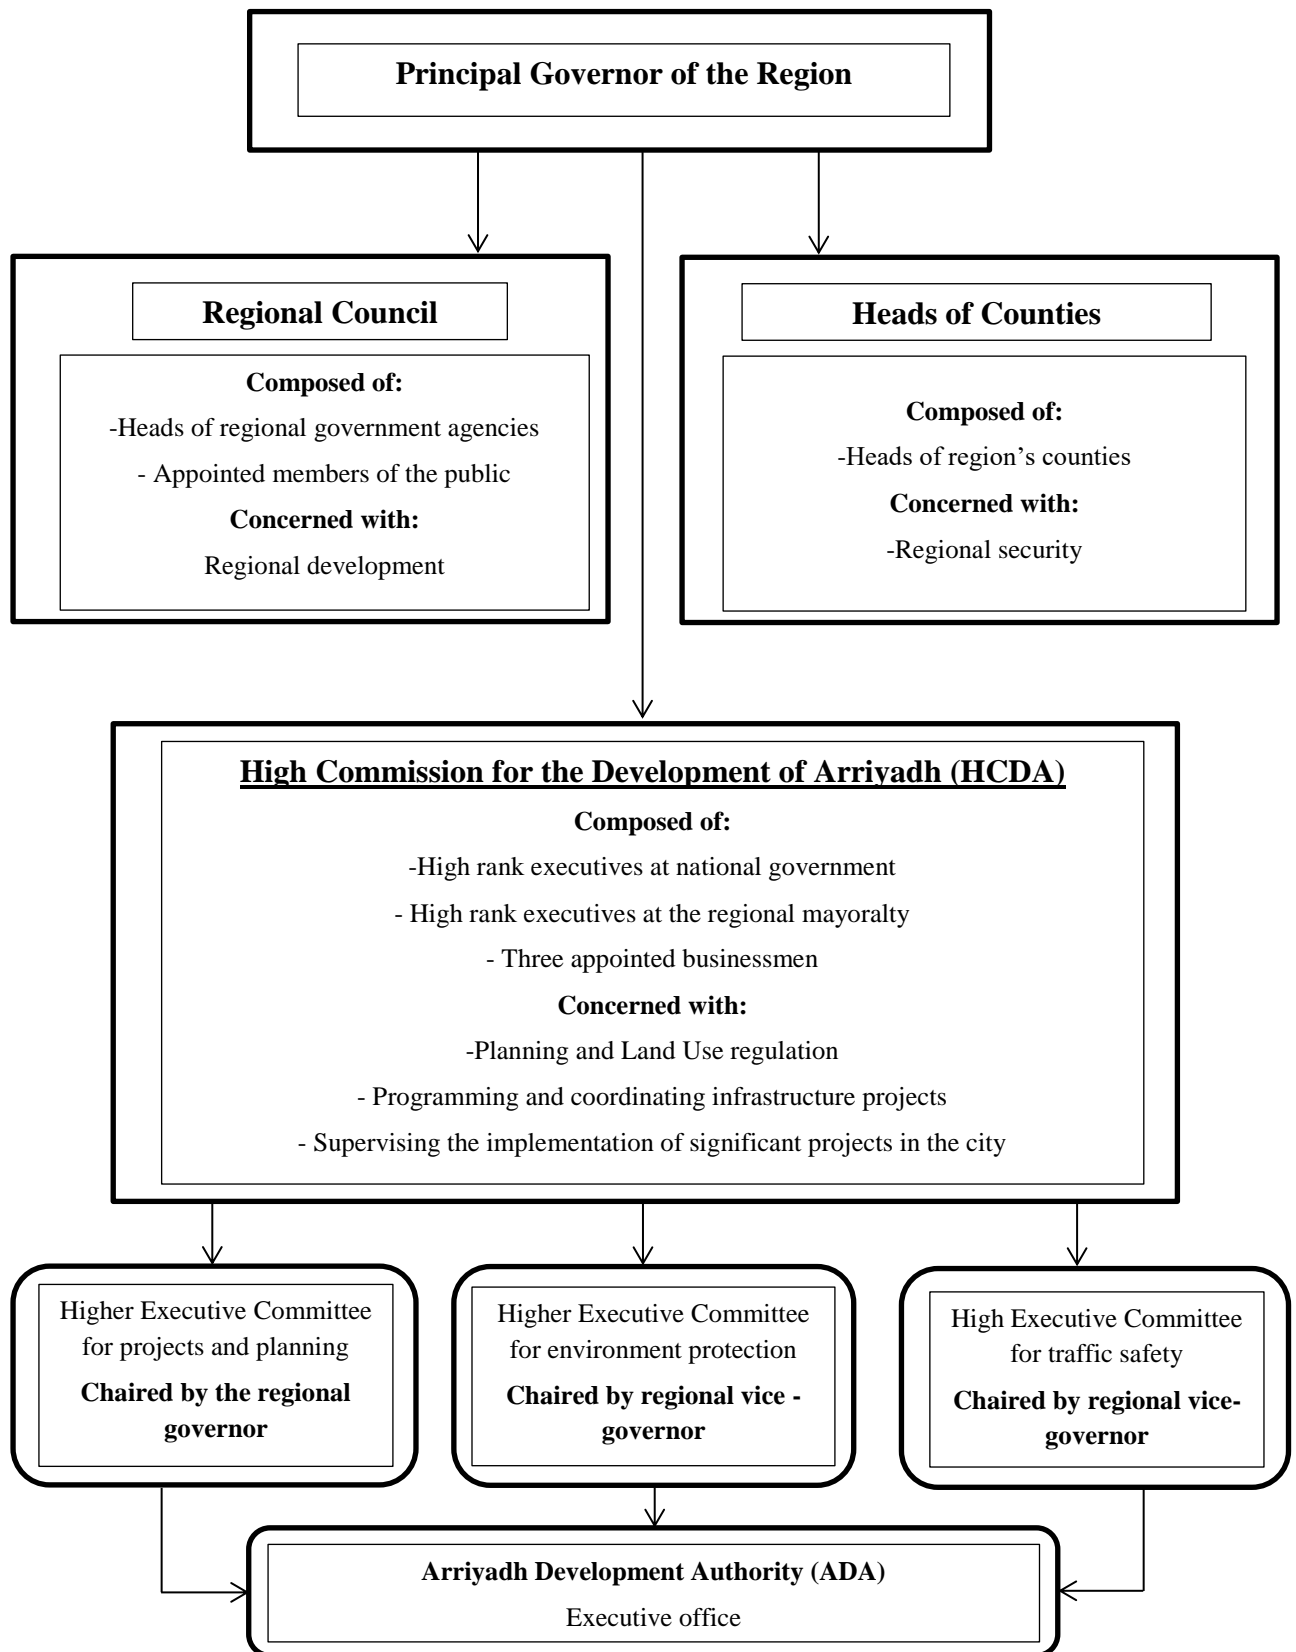 Principal Governor of the Region
Regional Council
Composed of:
-Heads of regional government agencies
- Appointed members of the public
Concerned with:
Regional development
Heads of Counties
Composed of:
-Heads of region’s counties
Concerned with:
-Regional security
High Commission for the Development of Arriyadh (HCDA)
Composed of:
-High rank executives at national government
- High rank executives at the regional mayoralty
- Three appointed businessmen
Concerned with:
-Planning and Land Use regulation
- Programming and coordinating infrastructure projects
- Supervising the implementation of significant projects in the city
Higher Executive Committee
for projects and planning
Chaired by the regional
governor
Higher Executive Committee
for environment protection
Chaired by regional vice -
governor
High Executive Committee
for traffic safety
Chaired by regional vice-
governor
Arriyadh Development Authority (ADA)
Executive office